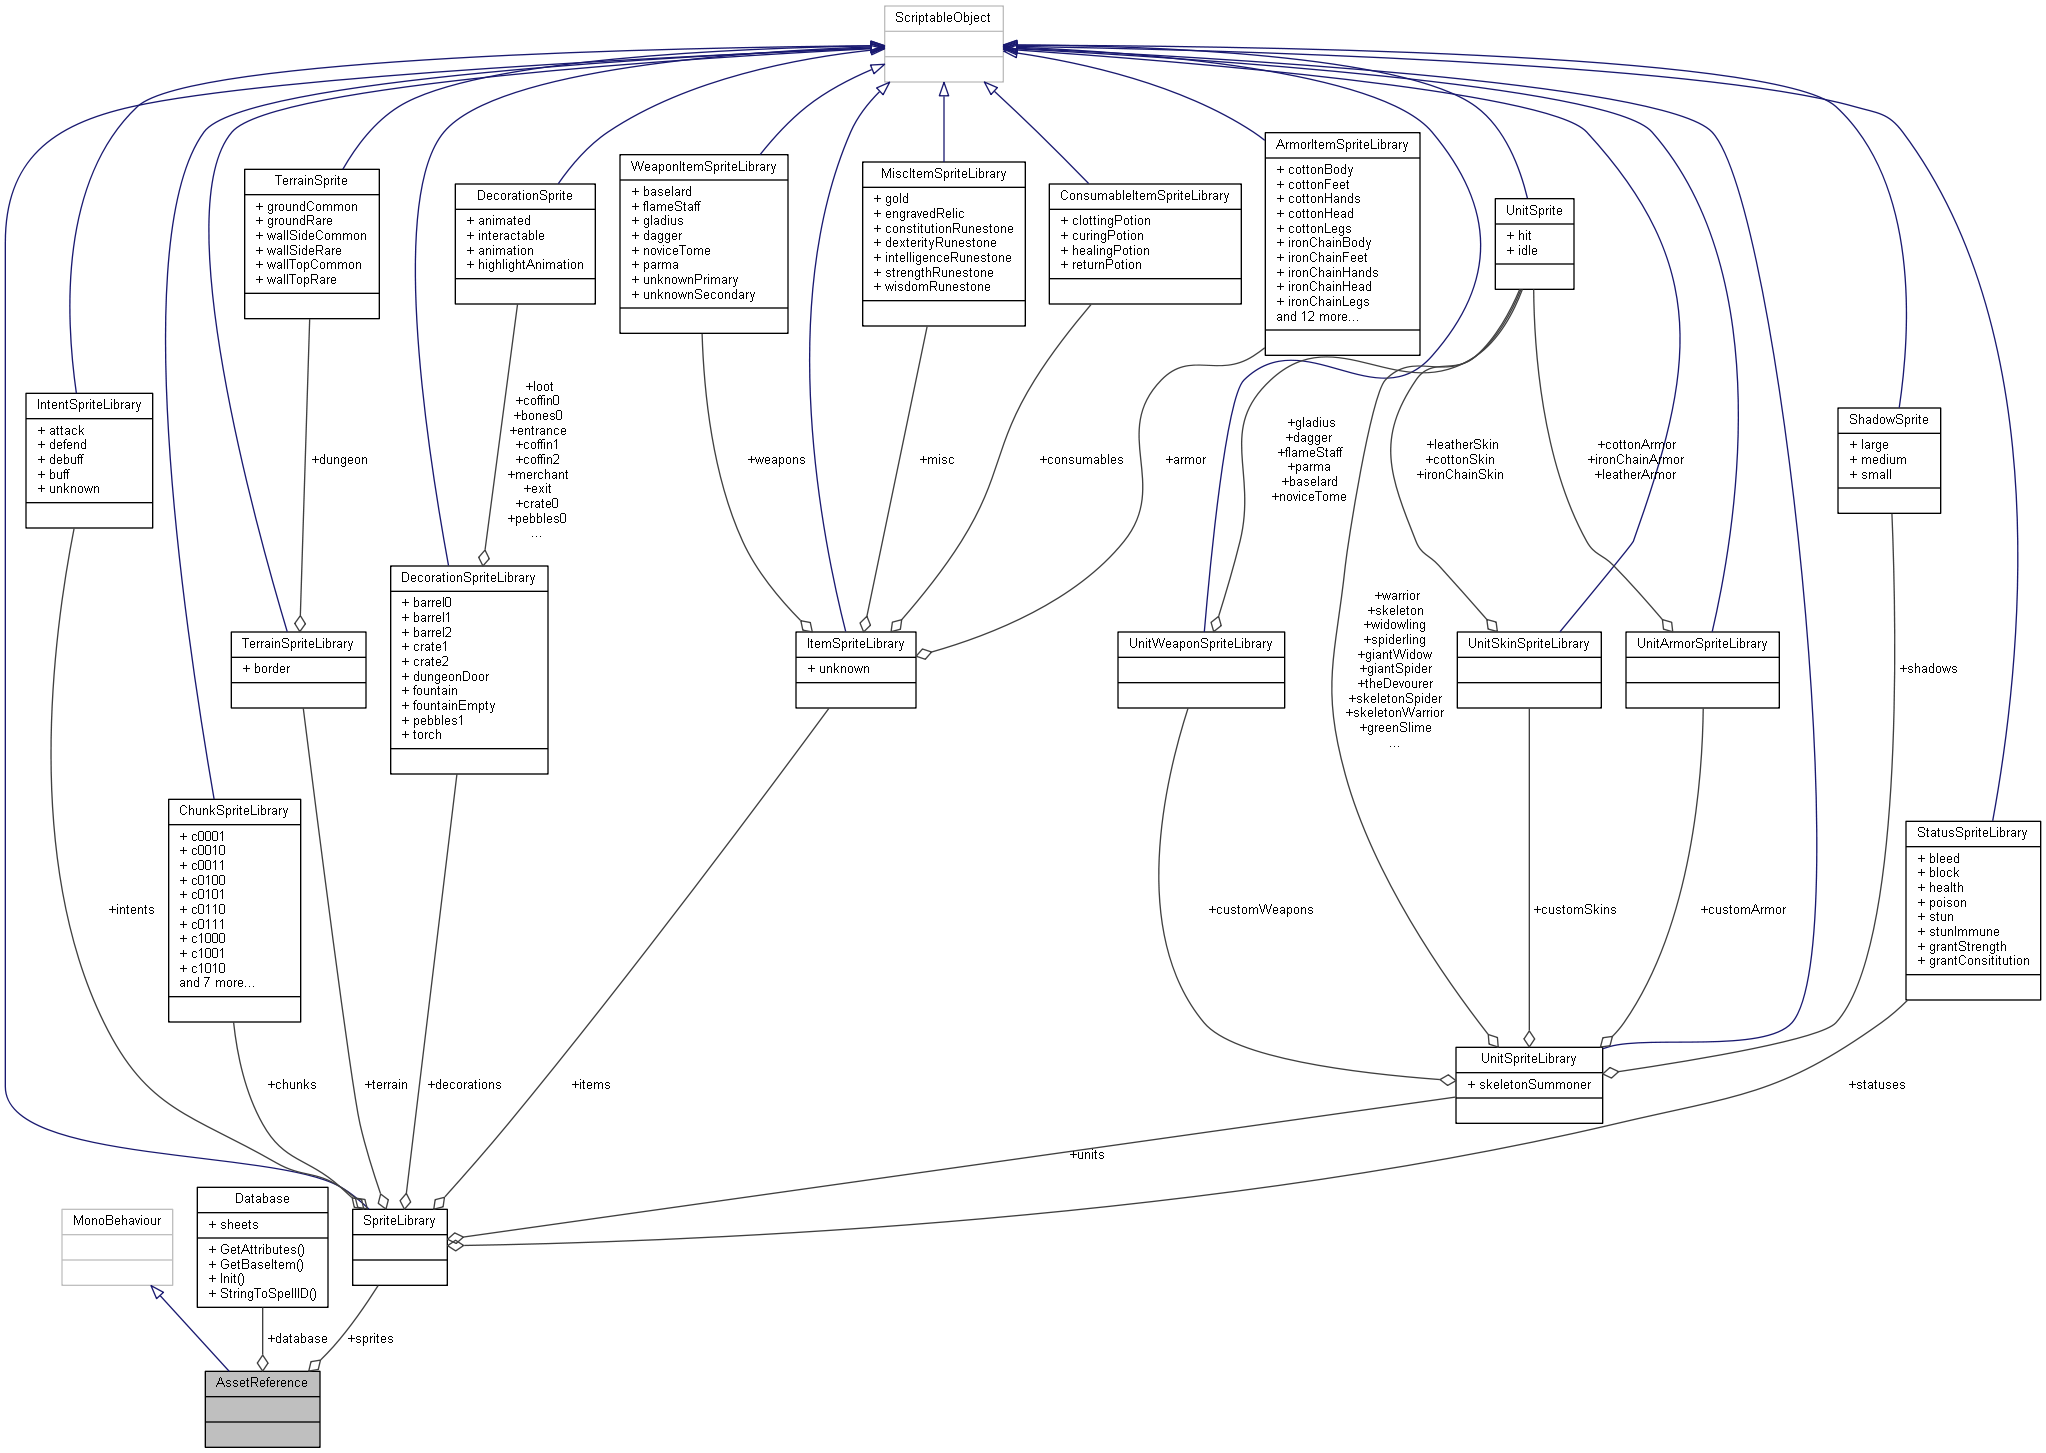 ScriptableObject
TerrainSprite
+ groundCommon
+ groundRare
+ wallSideCommon
+ wallSideRare
+ wallTopCommon
+ wallTopRare
DecorationSprite
+ animated
+ interactable
+ animation
+ highlightAnimation
WeaponItemSpriteLibrary
+ baselard
+ flameStaff
+ gladius
+ dagger
+ noviceTome
+ parma
+ unknownPrimary
+ unknownSecondary
MiscItemSpriteLibrary
+ gold
+ engravedRelic
+ constitutionRunestone
+ dexterityRunestone
+ intelligenceRunestone
+ strengthRunestone
+ wisdomRunestone
ConsumableItemSpriteLibrary
+ clottingPotion
+ curingPotion
+ healingPotion
+ returnPotion
ArmorItemSpriteLibrary
+ cottonBody
+ cottonFeet
+ cottonHands
+ cottonHead
+ cottonLegs
+ ironChainBody
+ ironChainFeet
+ ironChainHands
+ ironChainHead
+ ironChainLegs
and 12 more...
UnitSprite
+ hit
+ idle
IntentSpriteLibrary
+ attack
+ defend
+ debuff
+ buff
+ unknown
+dungeon
+loot
+coffin0
+bones0
+entrance
+coffin1
+coffin2
+merchant
+exit
+crate0
+pebbles0
...
+weapons
+misc
+consumables
+armor
+gladius
+dagger
+flameStaff
+parma
+baselard
+noviceTome
+leatherSkin
+cottonSkin
+ironChainSkin
+cottonArmor
+ironChainArmor
+leatherArmor
ShadowSprite
+ large
+ medium
+ small
TerrainSpriteLibrary
+ border
DecorationSpriteLibrary
+ barrel0
+ barrel1
+ barrel2
+ crate1
+ crate2
+ dungeonDoor
+ fountain
+ fountainEmpty
+ pebbles1
+ torch
ItemSpriteLibrary
+ unknown
UnitWeaponSpriteLibrary
+warrior
+skeleton
+widowling
+spiderling
+giantWidow
+giantSpider
+theDevourer
+skeletonSpider
+skeletonWarrior
+greenSlime
...
UnitSkinSpriteLibrary
UnitArmorSpriteLibrary
+shadows
ChunkSpriteLibrary
+ c0001
+ c0010
+ c0011
+ c0100
+ c0101
+ c0110
+ c0111
+ c1000
+ c1001
+ c1010
and 7 more...
StatusSpriteLibrary
+ bleed
+ block
+ health
+ poison
+ stun
+ stunImmune
+ grantStrength
+ grantConsititution
+intents
+customWeapons
+customSkins
+customArmor
UnitSpriteLibrary
+ skeletonSummoner
+chunks
+terrain
+decorations
+items
+statuses
+units
MonoBehaviour
Database
+ sheets
+ GetAttributes()
+ GetBaseItem()
+ Init()
+ StringToSpellID()
SpriteLibrary
+database
+sprites
AssetReference